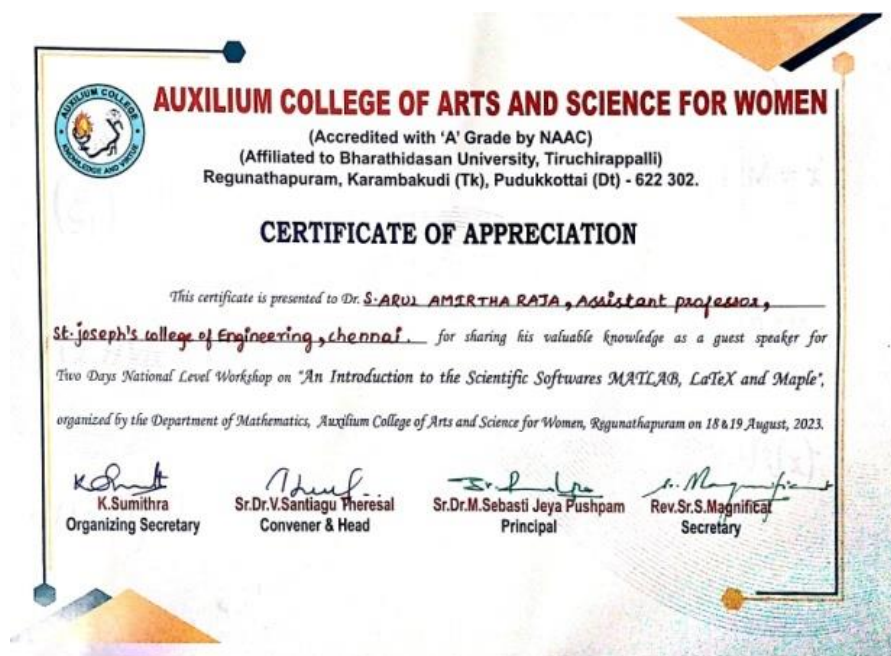 AUXILIUM COLLEGE
KNOWLEDGE AND VIRTUE
AUXILIUM COLLEGE OF ARTS AND SCIENCE FOR WOMEN
(Accredited with 'A' Grade by NAAC)
(Affiliated to Bharathidasan University, Tiruchirappalli)
Regunathapuram, Karambakudi (Tk), Pudukkottai (Dt) - 622 302.
CERTIFICATE OF APPRECIATION
This certificate is presented to Dr. S. ARUL AMIRTHA RAJA, Assistant professor,
St. joseph's college of Engineering, chennai. for sharing his valuable knowledge as a guest speaker for
Two Days National Level Workshop on "An Introduction to the Scientific Softwares MATLAB, LaTeX and Maple",
organized by the Department of Mathematics, Auxilium College of Arts and Science for Women, Regunathapuram on 18 & 19 August, 2023.
K.Sumithra Sr.Dr.V.Santiagu Theresal Sr.Dr.M.Sebasti Jeya Pushpam Rev.Sr.S.Magnificat
Organizing Secretary Convener & Head Principal Secretary